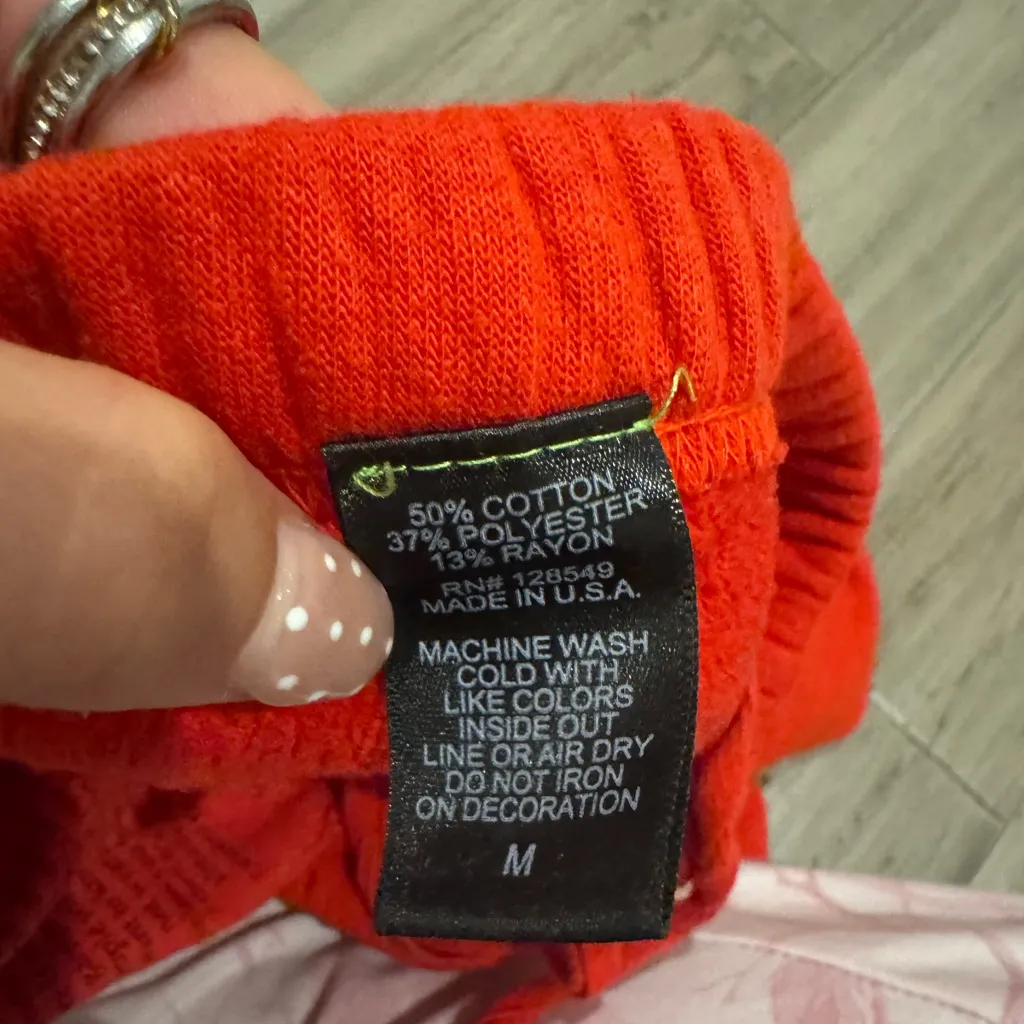 50% COTTON
37% POLYESTER
13% RAYON
RN# 128549
MADE IN U.S.A.
MACHINE WASH
COLD WITH
LIKE COLORS
INSIDE OUT
LINE OR AIR DRY
DO NOT IRON
ON DECORATION
M